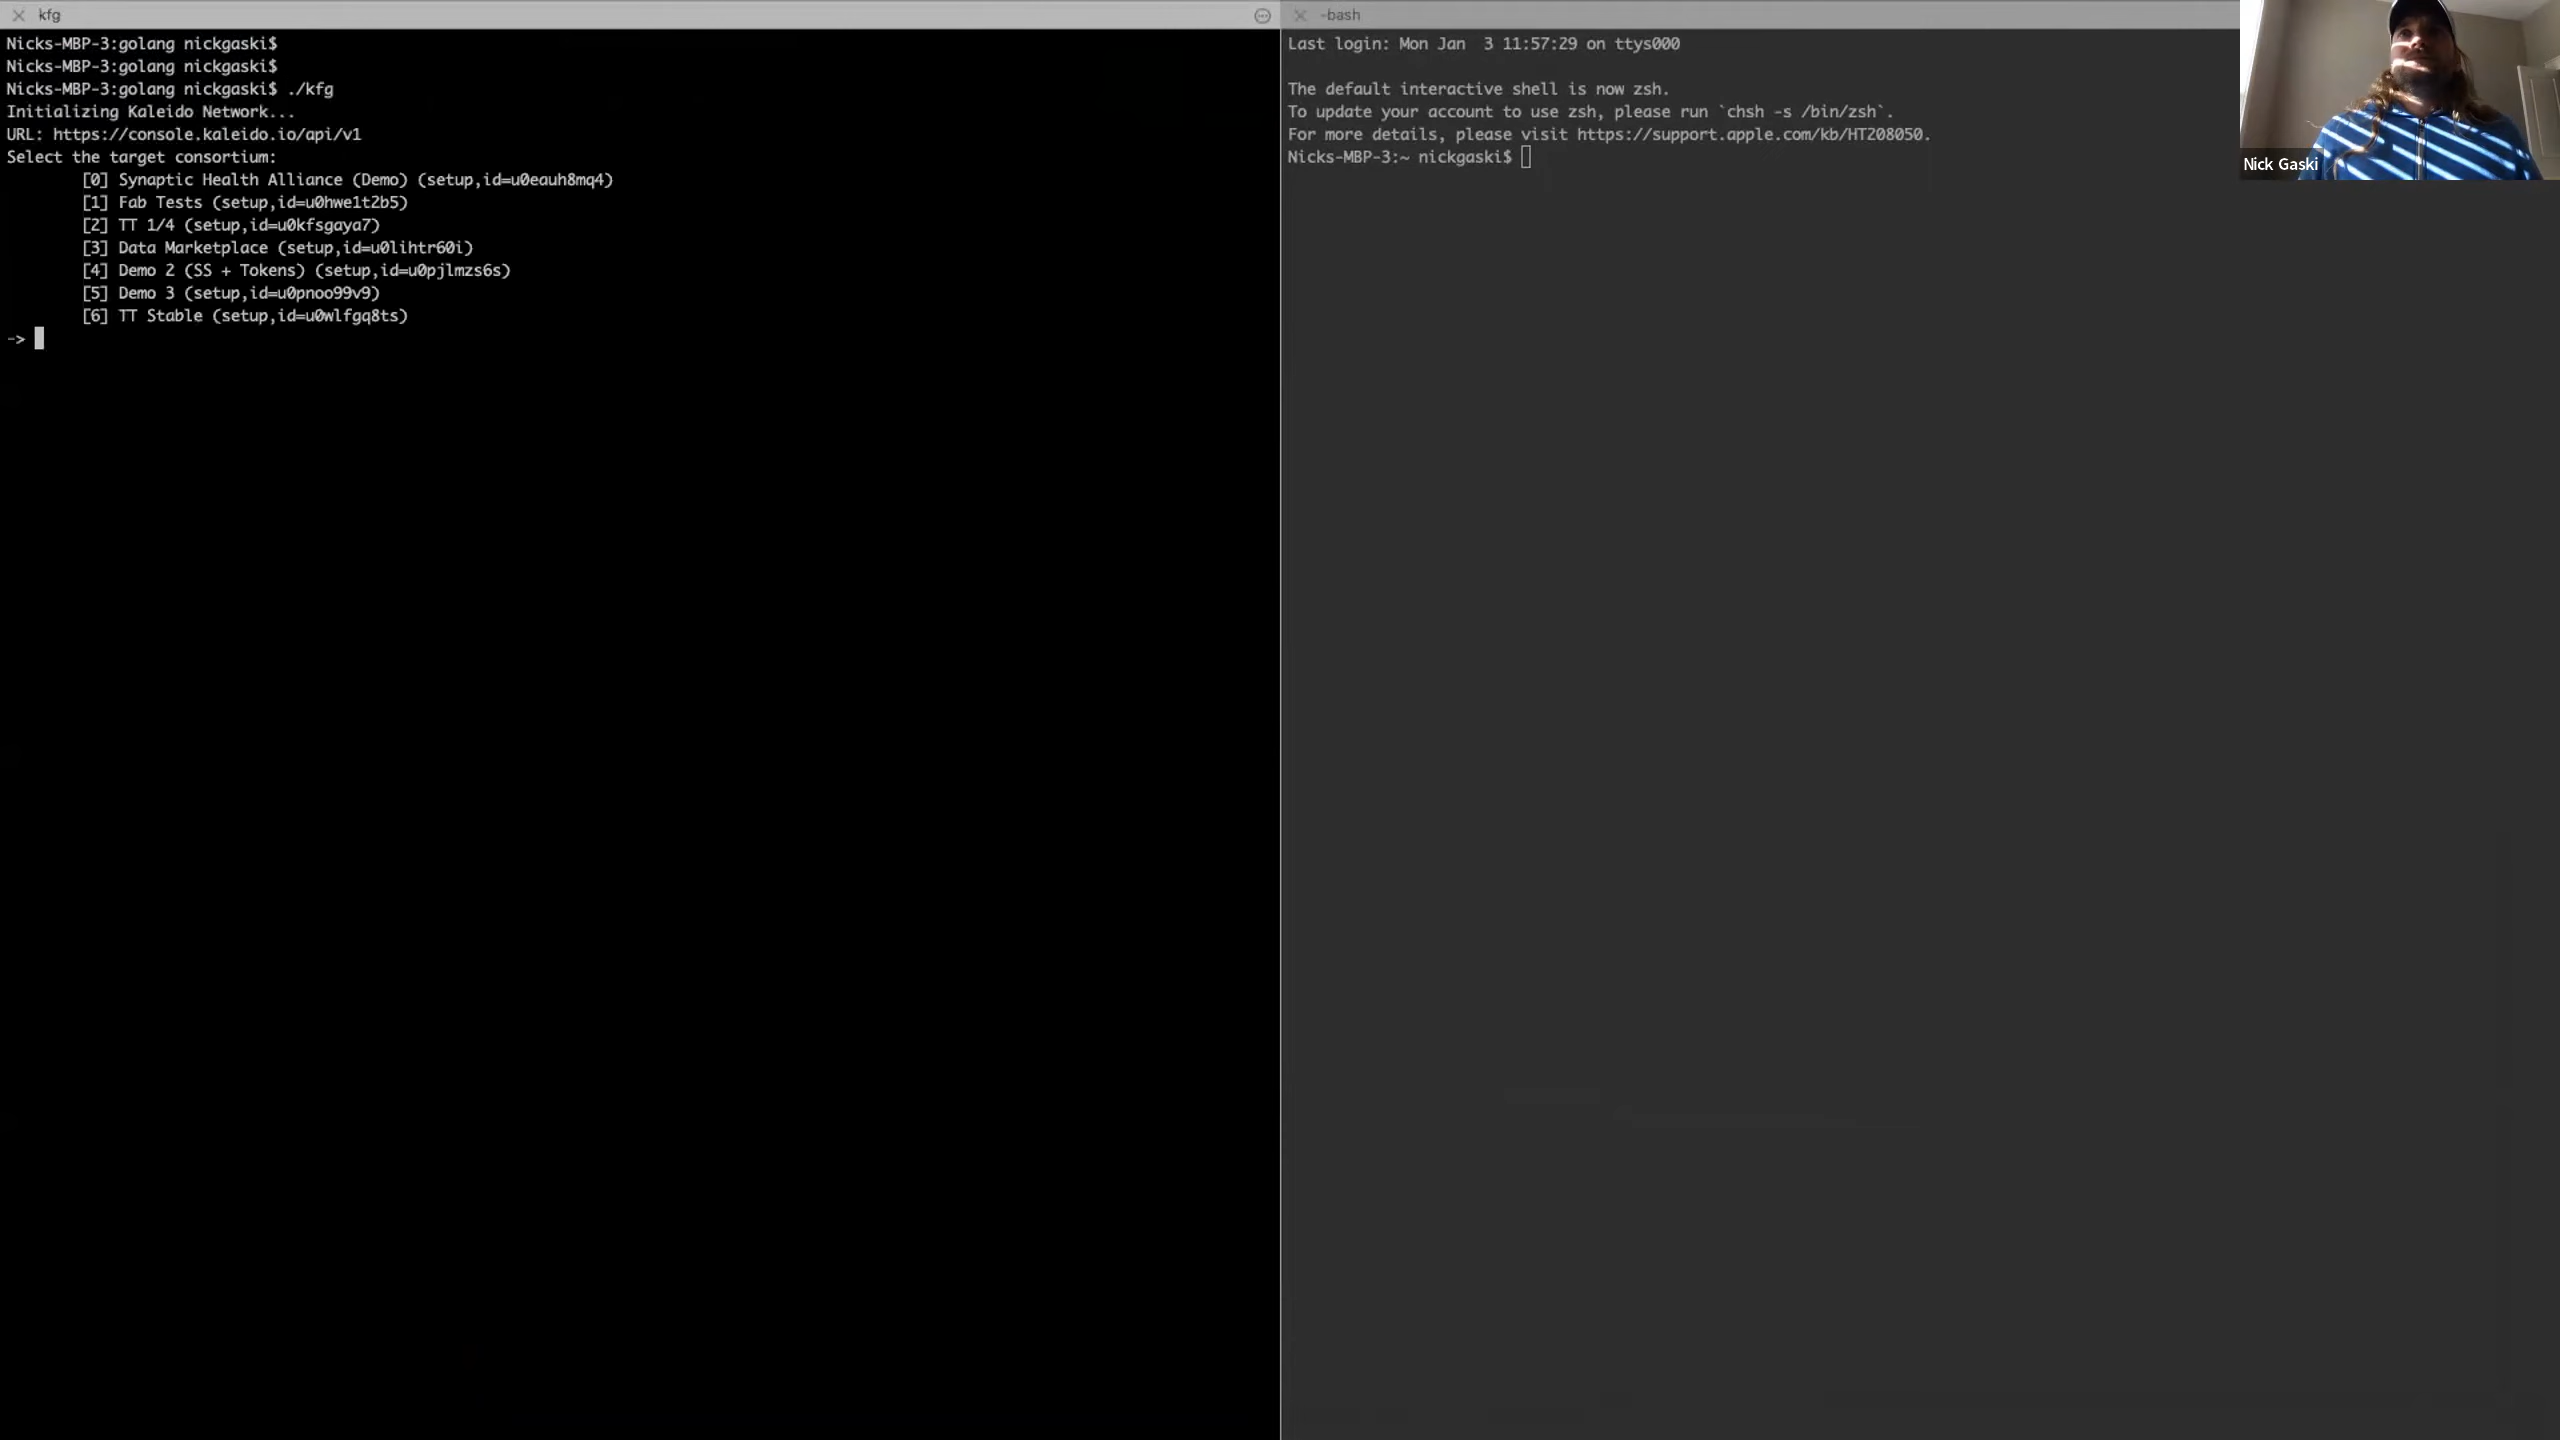 kfg
Nicks-MBP-3:golang nickgaski$
Nicks-MBP-3:golang nickgaski$
Nicks-MBP-3:golang nickgaski$ ./kfg
Initializing Kaleido Network...
URL: https://console.kaleido.io/api/v1
Select the target consortium:
[0] Synaptic Health Alliance (Demo) (setup,id=u0eauh8mq4)
[1] Fab Tests (setup,id=u0hwe1t2b5)
[2] TT 1/4 (setup,id=u0kfsgaya7)
[3] Data Marketplace (setup,id=u0lihtr60i)
[4] Demo 2 (SS + Tokens) (setup,id=u0pjlmzs6s)
[5] Demo 3 (setup,id=u0pnoo99v9)
[6] TT Stable (setup,id=u0wlfgq8ts)
->
-bash
Last login: Mon Jan  3 11:57:29 on ttys000
The default interactive shell is now zsh.
To update your account to use zsh, please run `chsh -s /bin/zsh`.
For more details, please visit https://support.apple.com/kb/HT208050.
Nicks-MBP-3:~ nickgaski$
Nick Gaski